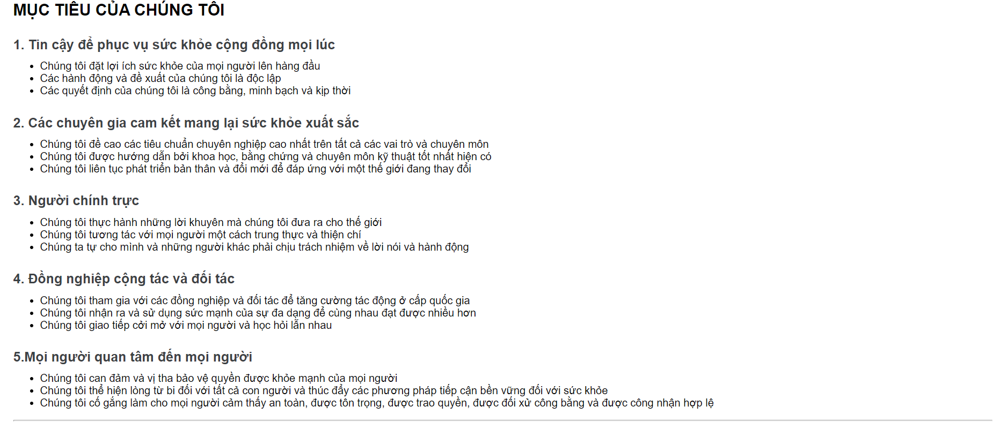 MỤC TIÊU CỦA CHÚNG TÔI
1. Tin cậy để phục vụ sức khỏe cộng đồng mọi lúc
• Chúng tôi đặt lợi ích sức khỏe của mọi người lên hàng đầu
• Các hành động và đề xuất của chúng tôi là độc lập
• Các quyết định của chúng tôi là công bằng, minh bạch và kịp thời
2. Các chuyên gia cam kết mang lại sức khỏe xuất sắc
• Chúng tôi đề cao các tiêu chuẩn chuyên nghiệp cao nhất trên tất cả các vai trò và chuyên môn
• Chúng tôi được hướng dẫn bởi khoa học, bằng chứng và chuyên môn kỹ thuật tốt nhất hiện có
• Chúng tôi liên tục phát triển bản thân và đổi mới để đáp ứng với một thế giới đang thay đổi
3. Người chính trực
• Chúng tôi thực hành những lời khuyên mà chúng tôi đưa ra cho thế giới
• Chúng tôi tương tác với mọi người một cách trung thực và thiện chí
• Chúng ta tự cho mình và những người khác phải chịu trách nhiệm về lời nói và hành động
4. Đồng nghiệp cộng tác và đối tác
• Chúng tôi tham gia với các đồng nghiệp và đối tác để tăng cường tác động ở cấp quốc gia
• Chúng tôi nhận ra và sử dụng sức mạnh của sự đa dạng để cùng nhau đạt được nhiều hơn
• Chúng tôi giao tiếp cởi mở với mọi người và học hỏi lẫn nhau
5.Mọi người quan tâm đến mọi người
• Chúng tôi can đảm và vị tha bảo vệ quyền được khỏe mạnh của mọi người
• Chúng tôi thể hiện lòng từ bi đối với tất cả con người và thúc đẩy các phương pháp tiếp cận bền vững đối với sức khỏe
• Chúng tôi cố gắng làm cho mọi người cảm thấy an toàn, được tôn trọng, được trao quyền, được đối xử công bằng và được công nhận hợp lệ